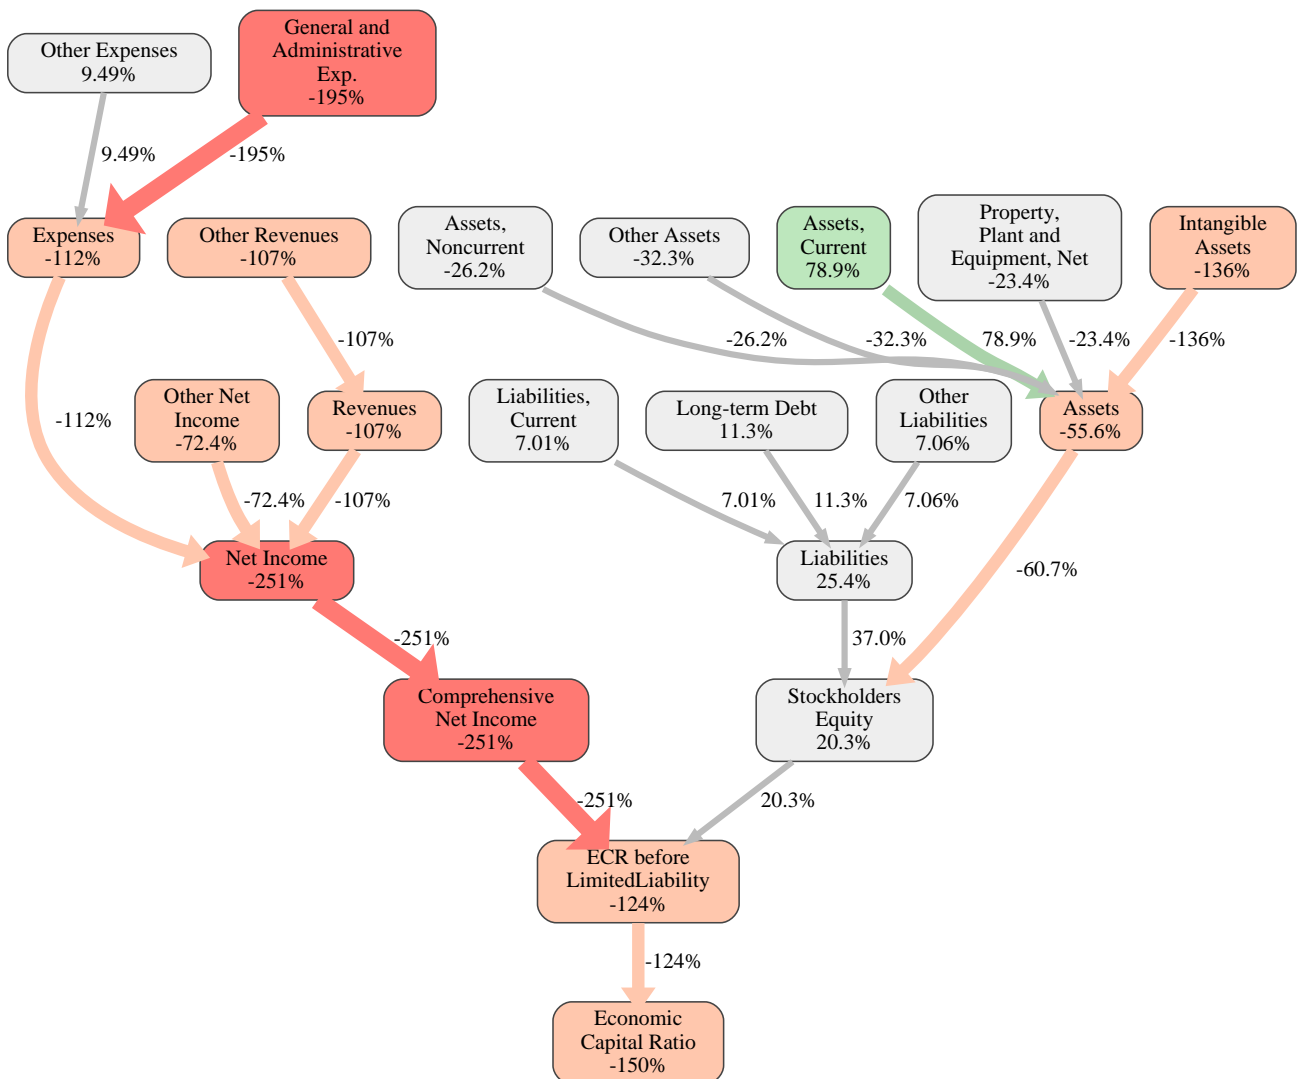 General and
Administrative
Exp.
-195%
Other Expenses
9.49%
9.49%
-195%
Expenses
-112%
Other Revenues
-107%
Assets,
Noncurrent
-26.2%
Other Assets
-32.3%
Assets,
Current
78.9%
Property,
Plant and
Equipment, Net
-23.4%
Intangible
Assets
-136%
-107%
-26.2%
-32.3%
78.9%
-23.4%
-136%
-112%
Other Net
Income
-72.4%
Revenues
-107%
Liabilities,
Current
7.01%
Long-term Debt
11.3%
Other
Liabilities
7.06%
Assets
-55.6%
-72.4%
-107%
7.01%
11.3%
7.06%
-60.7%
Net Income
-251%
Liabilities
25.4%
-251%
37.0%
Comprehensive
Net Income
-251%
Stockholders
Equity
20.3%
-251%
20.3%
ECR before
LimitedLiability
-124%
-124%
Economic
Capital Ratio
-150%